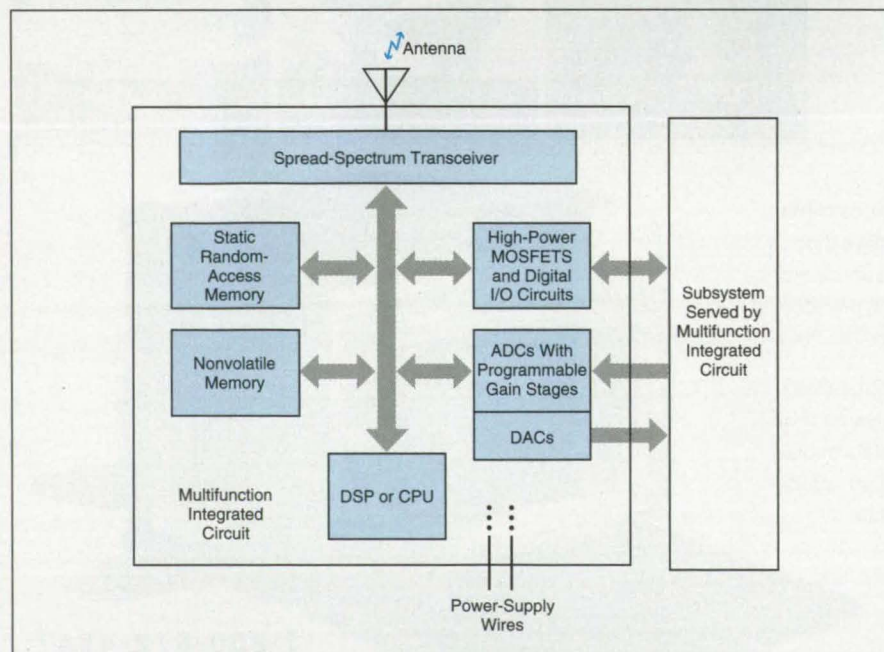 Antenna
Spread-Spectrum Transceiver
Static
Random-
Access
Memory
High-Power
MOSFETS
and Digital
I/O Circuits
Subsystem
Served by
Multifunction
Integrated
Circuit
Nonvolatile
Memory
ADCs With
Programmable
Gain Stages
DACs
DSP or CPU
Multifunction
Integrated
Circuit
Power-Supply
Wires